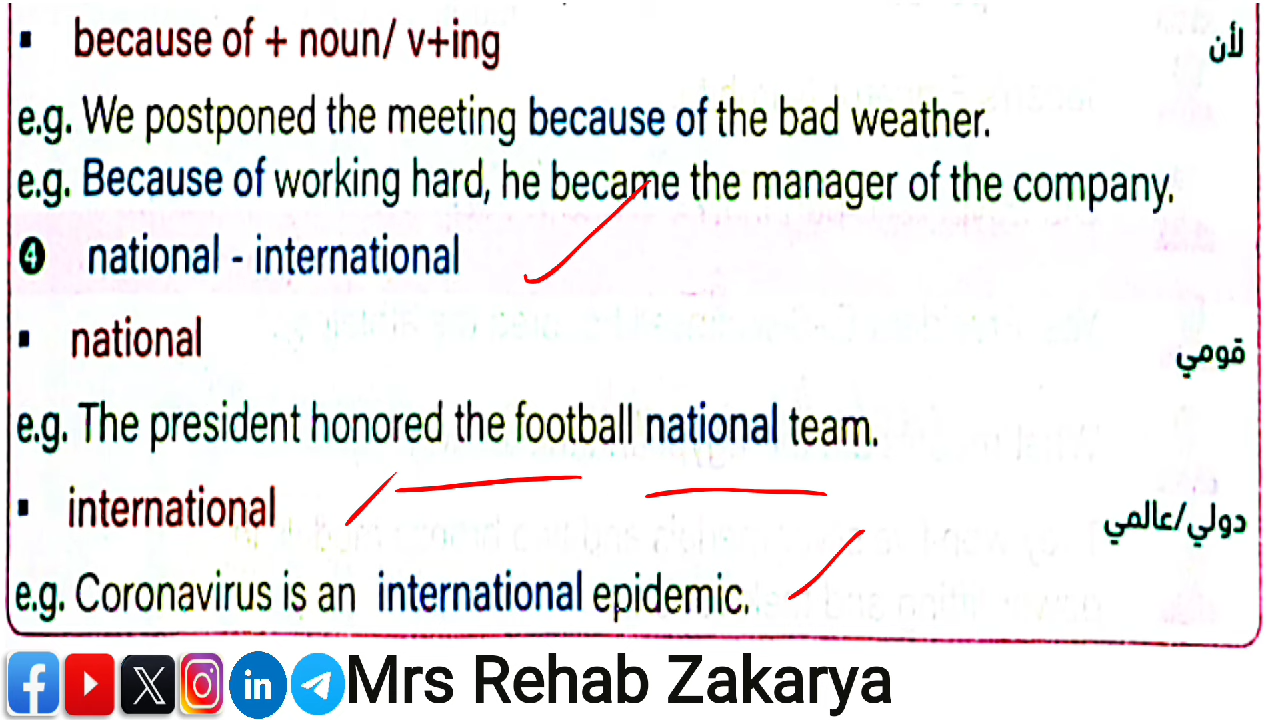 ▪ because of + noun/ v+ing لأن
e.g. We postponed the meeting because of the bad weather.
e.g. Because of working hard, he became the manager of the company.
4 national - international
▪ national قومي
e.g. The president honored the football national team.
▪ international دولي/عالمي
e.g. Coronavirus is an international epidemic.
Mrs Rehab Zakarya